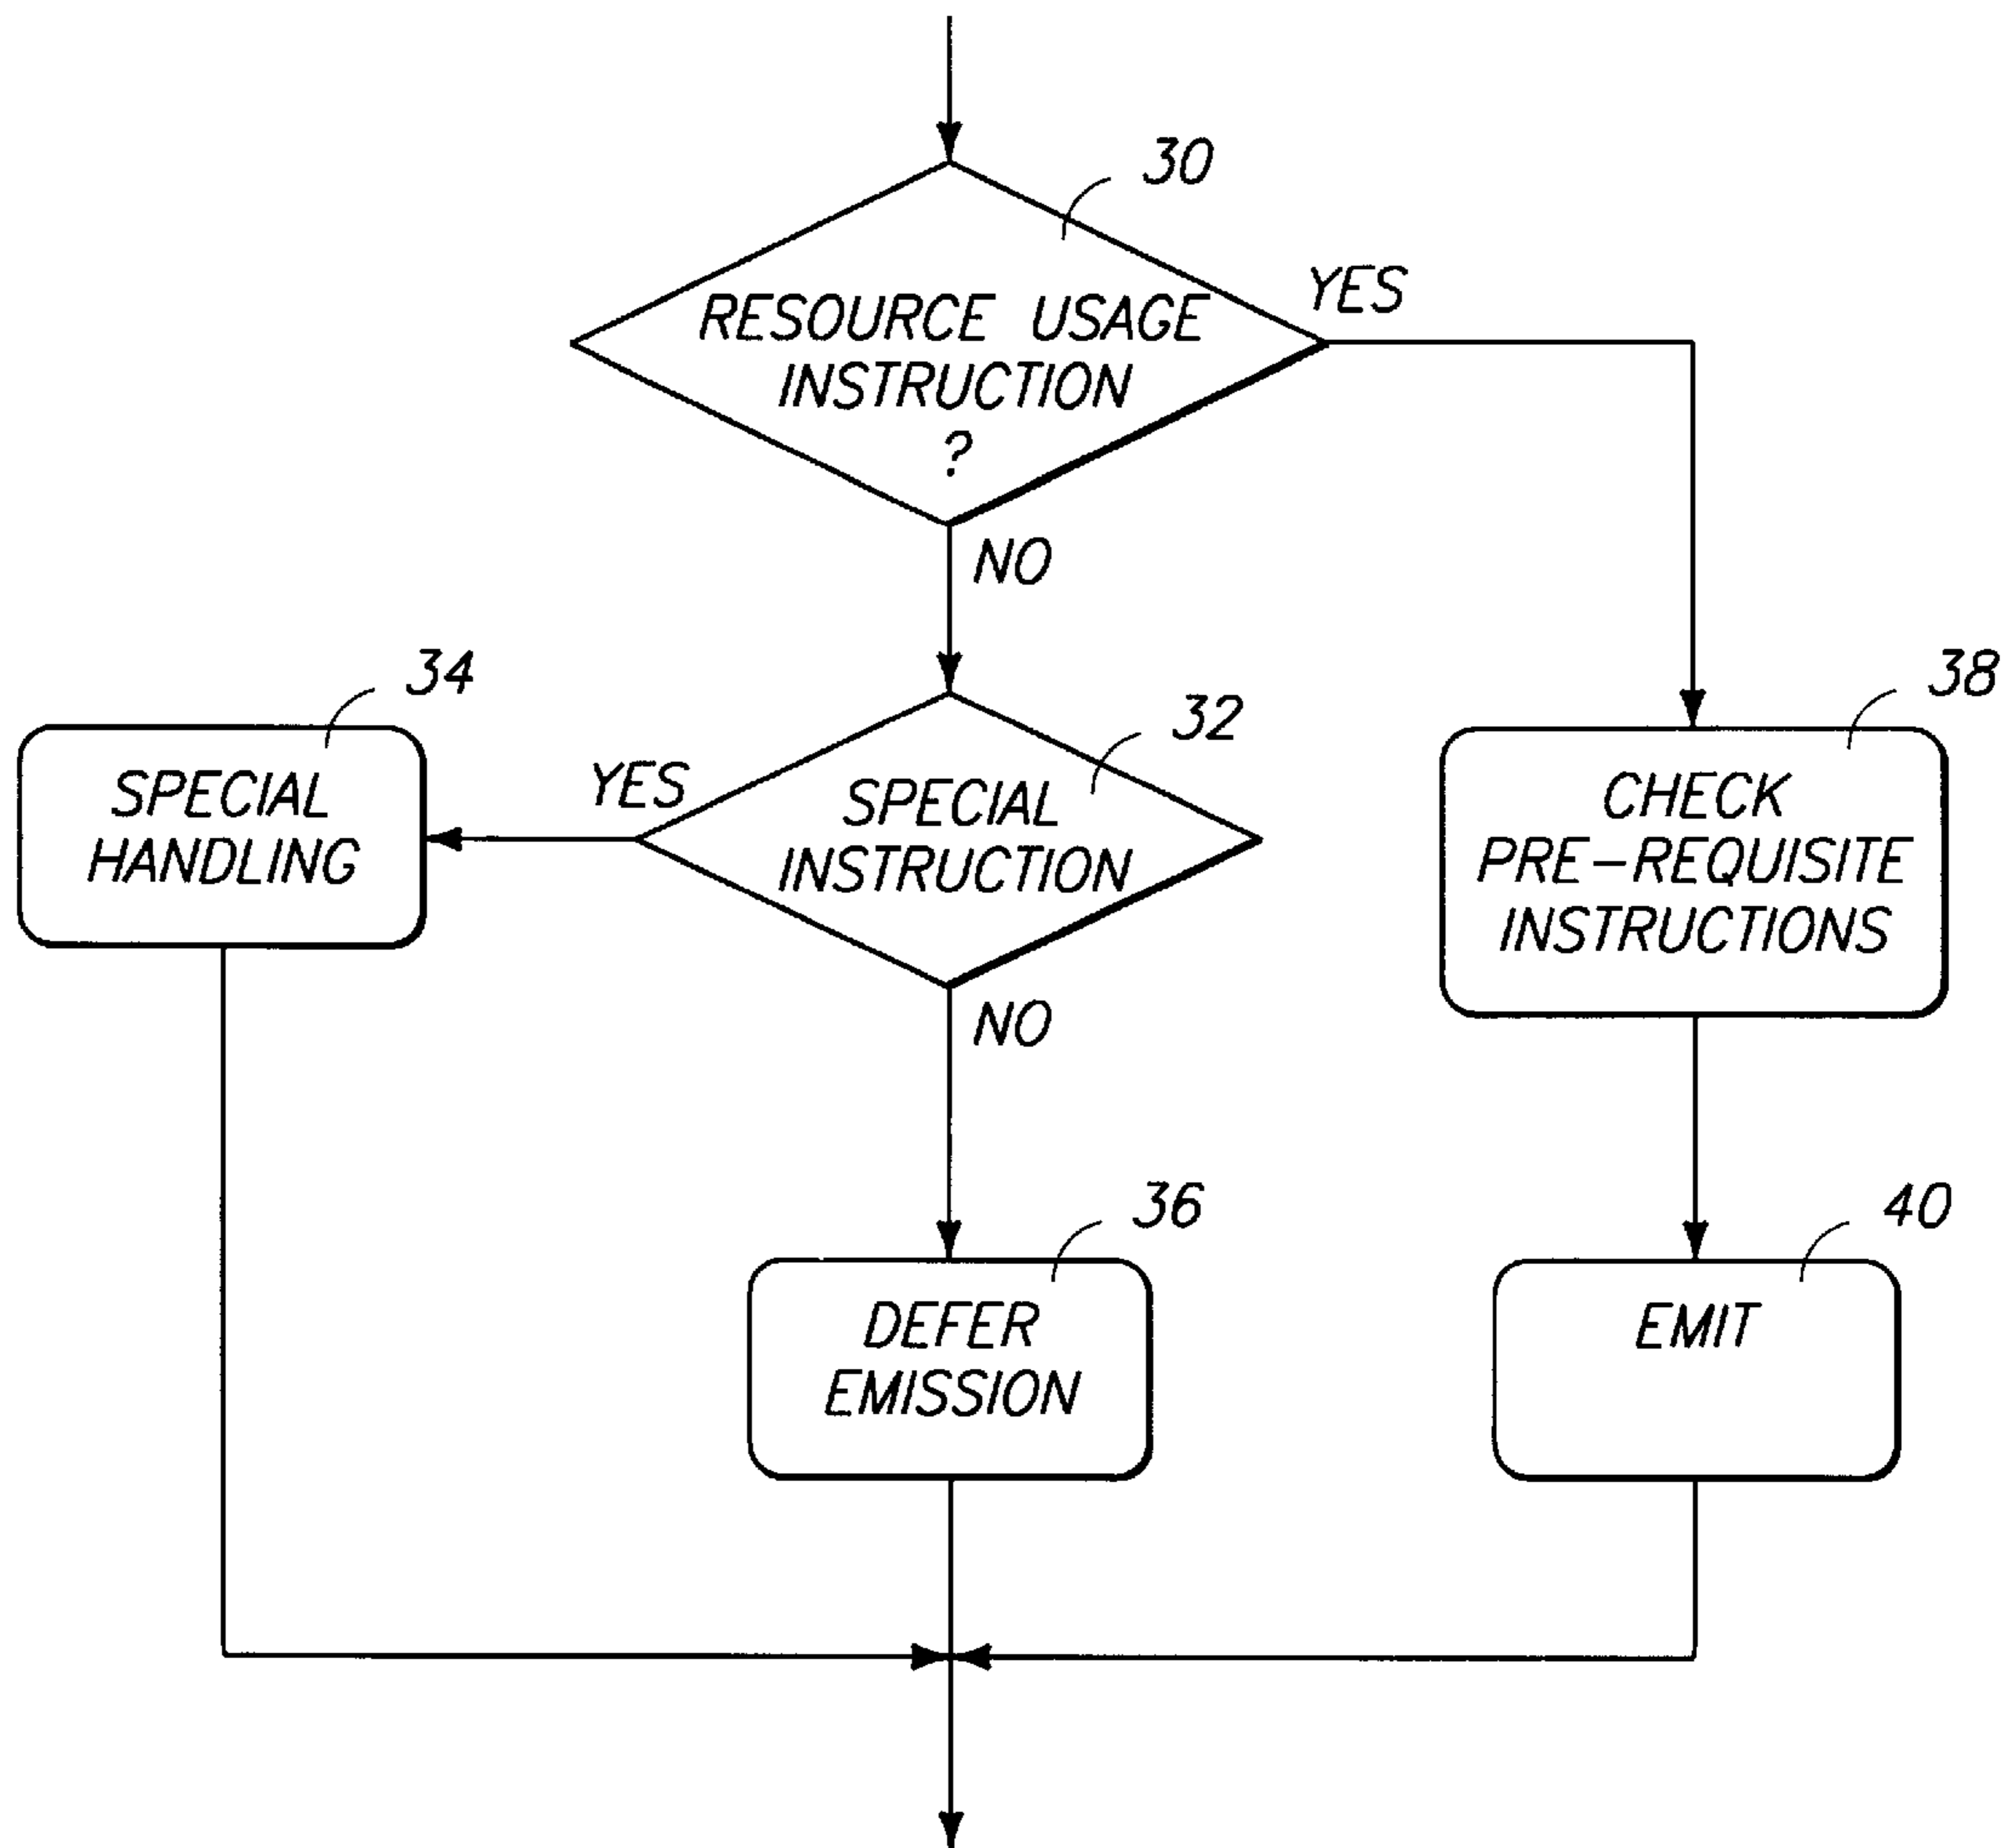 30
RESOURCE USAGE
INSTRUCTION
?
YES
NO
34
SPECIAL
HANDLING
YES
32
SPECIAL
INSTRUCTION
NO
38
CHECK
PRE-REQUISITE
INSTRUCTIONS
36
DEFER
EMISSION
40
EMIT